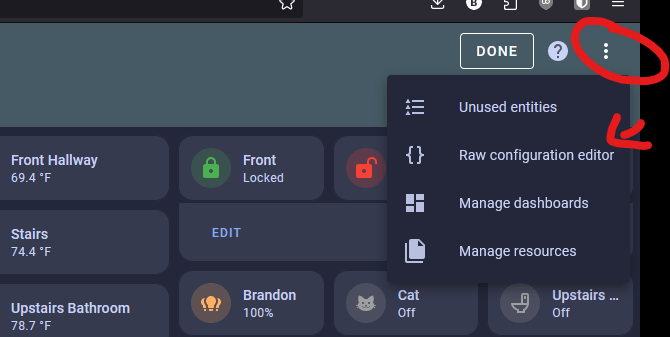 DONE
Unused entities
Raw configuration editor
Manage dashboards
Manage resources
Front Hallway
69.4 °F
Front
Locked
Stairs
74.4 °F
EDIT
Upstairs Bathroom
78.7 °F
Brandon
100%
Cat
Off
Upstairs ...
Off